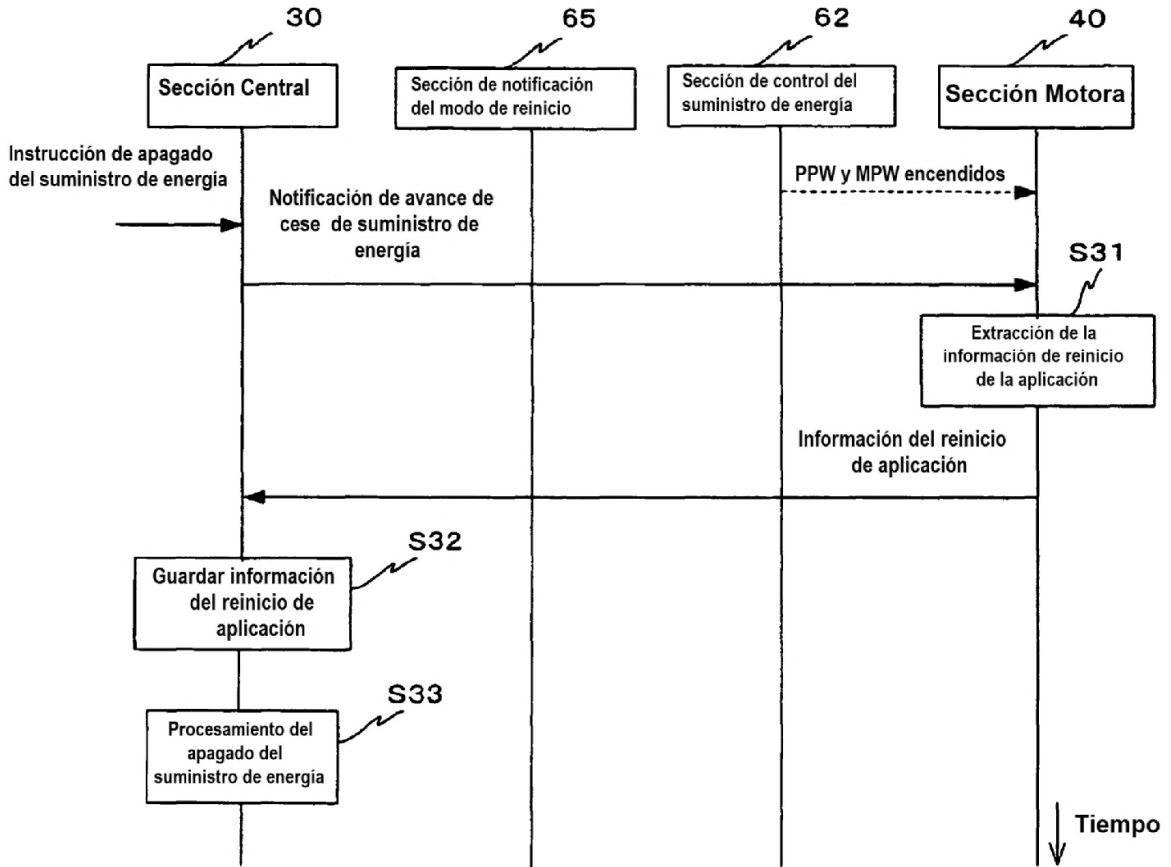 30
65
62
40
Sección Central
Sección de notificación
del modo de reinicio
Sección de control del
suministro de energía
Sección Motora
Instrucción de apagado
del suministro de energía
PPW y MPW encendidos
Notificación de avance de
cese de suministro de
energía
S31
Extracción de la
información de reinicio
de la aplicación
Información del reinicio
de aplicación
S32
Guardar información
del reinicio de
aplicación
S33
Procesamiento del
apagado del
suministro de energía
Tiempo